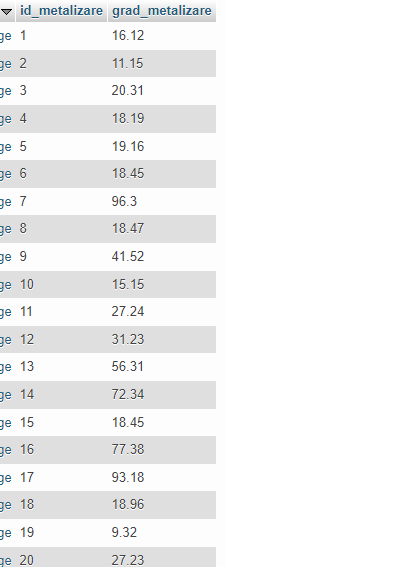 id_metalizare grad_metalizare
ge 1 16.12
ge 2 11.15
ge 3 20.31
ge 4 18.19
ge 5 19.16
ge 6 18.45
ge 7 96.3
ge 8 18.47
ge 9 41.52
ge 10 15.15
ge 11 27.24
ge 12 31.23
ge 13 56.31
ge 14 72.34
ge 15 18.45
ge 16 77.38
ge 17 93.18
ge 18 18.96
ge 19 9.32
ge 20 27.23